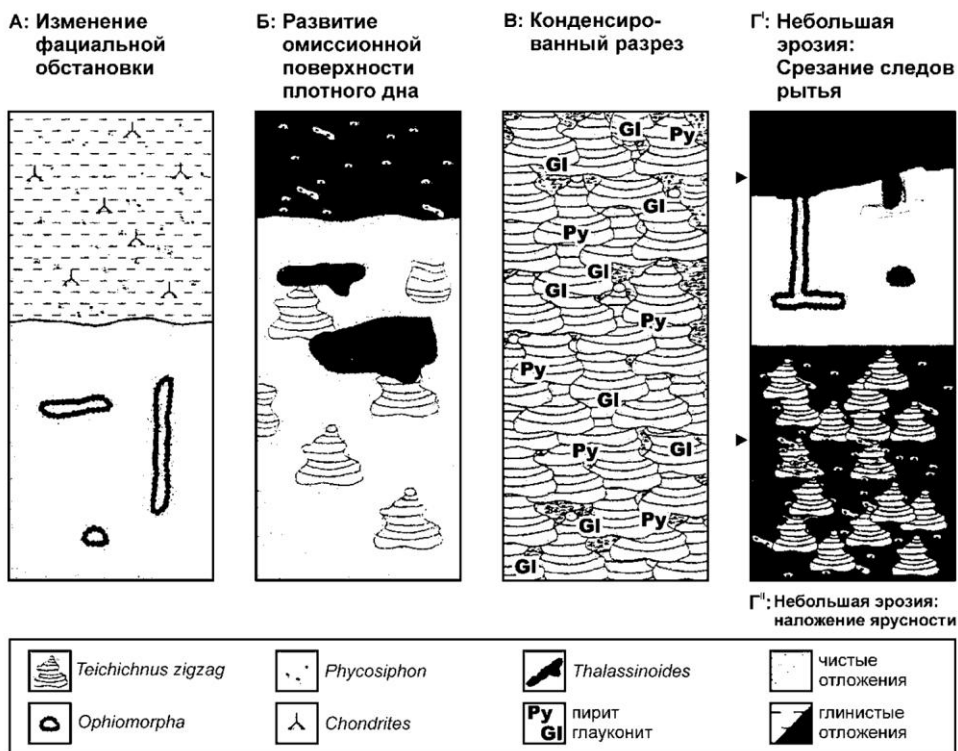 А: Изменение
фациальной
обстановки
Б: Развитие
омиссионной
поверхности
плотного дна
В: Конденсиро-
ванный разрез
Гᴵ: Небольшая
эрозия:
Срезание следов
рытья
Gl
Py
Gl
Gl
Py
Gl
Gl
Py
Py
Gl
Py
Gl
Py
Gl
Gl
Гᴵᴵ: Небольшая эрозия:
наложение ярусности
Teichichnus zigzag
Phycosiphon
Thalassinoides
чистые
отложения
Ophiomorpha
Chondrites
Py
Gl
пирит
глауконит
глинистые
отложения